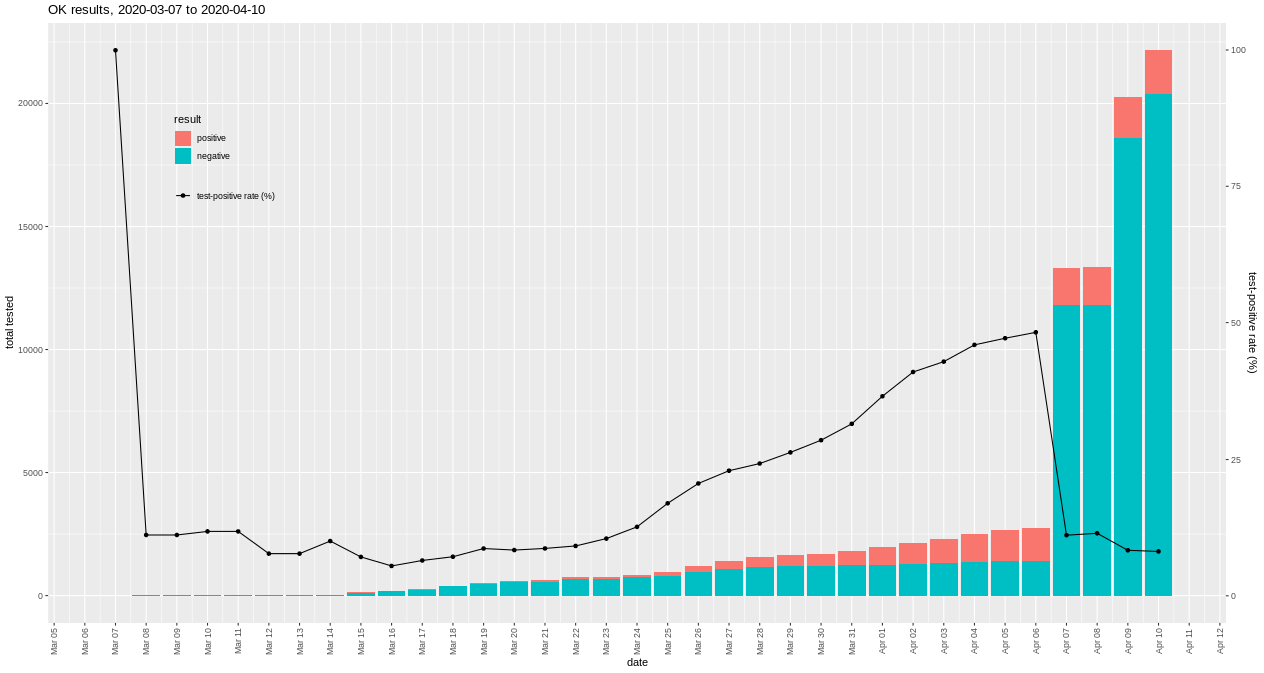 OK results, 2020-03-07 to 2020-04-10
result
positive
negative
test-positive rate (%)
total tested
20000
15000
10000
5000
0
100
75
50
25
0
test-positive rate (%)
Mar 05
Mar 06
Mar 07
Mar 08
Mar 09
Mar 10
Mar 11
Mar 12
Mar 13
Mar 14
Mar 15
Mar 16
Mar 17
Mar 18
Mar 19
Mar 20
Mar 21
Mar 22
Mar 23
Mar 24
Mar 25
Mar 26
Mar 27
Mar 28
Mar 29
Mar 30
Mar 31
Apr 01
Apr 02
Apr 03
Apr 04
Apr 05
Apr 06
Apr 07
Apr 08
Apr 09
Apr 10
Apr 11
Apr 12
date